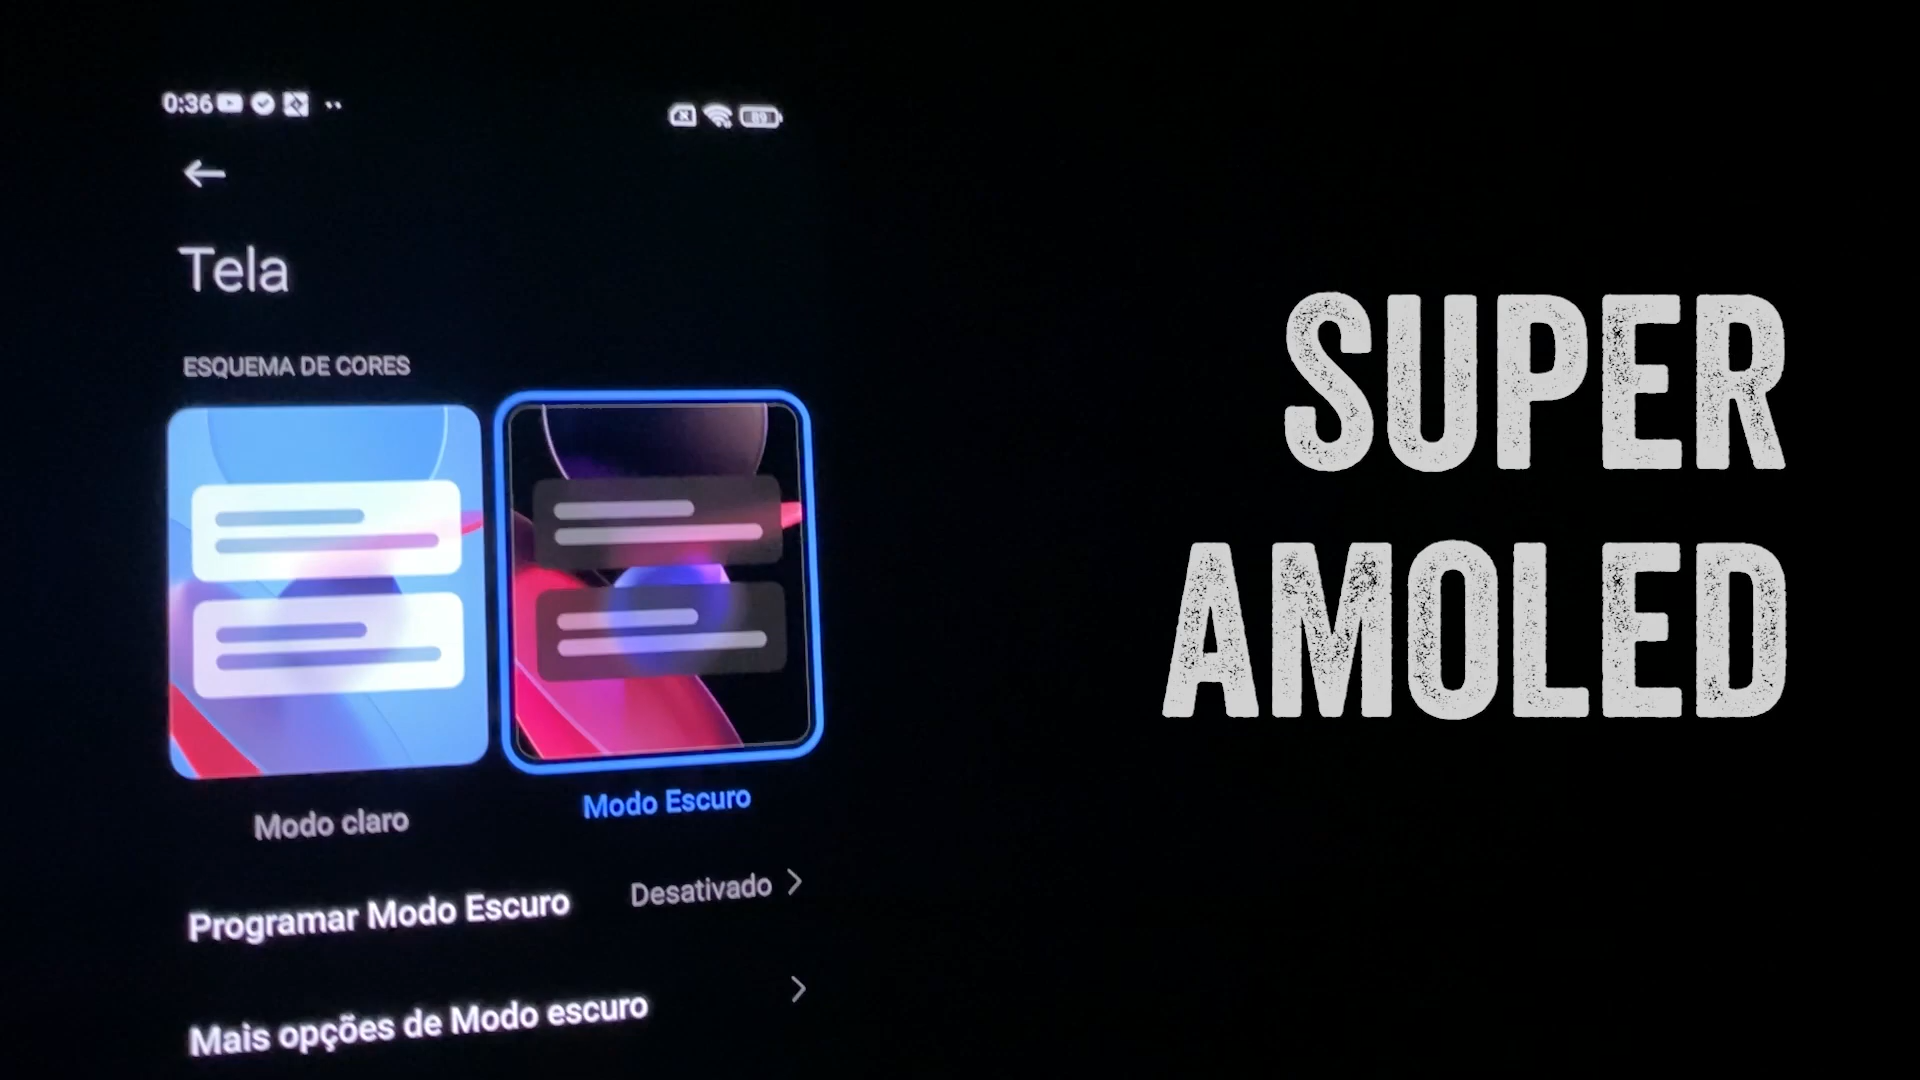 0:36
89
Tela
ESQUEMA DE CORES
Modo claro
Modo Escuro
Programar Modo Escuro
Desativado
Mais opções de Modo escuro
SUPER
AMOLED